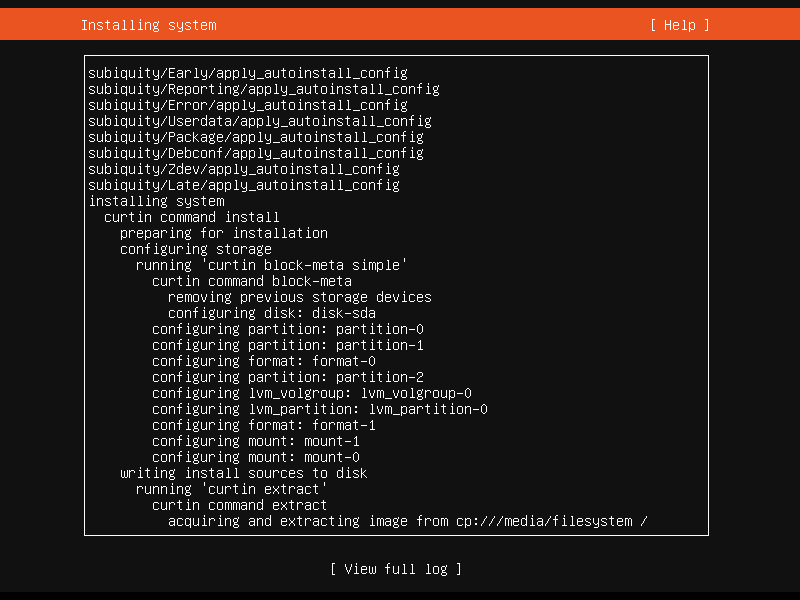 Installing system
[ Help ]
subiquity/Early/apply_autoinstall_config
subiquity/Reporting/apply_autoinstall_config
subiquity/Error/apply_autoinstall_config
subiquity/Userdata/apply_autoinstall_config
subiquity/Package/apply_autoinstall_config
subiquity/Debconf/apply_autoinstall_config
subiquity/Zdev/apply_autoinstall_config
subiquity/Late/apply_autoinstall_config
installing system
curtin command install
preparing for installation
configuring storage
running 'curtin block-meta simple'
curtin command block-meta
removing previous storage devices
configuring disk: disk-sda
configuring partition: partition-0
configuring partition: partition-1
configuring format: format-0
configuring partition: partition-2
configuring lvm_volgroup: lvm_volgroup-0
configuring lvm_partition: lvm_partition-0
configuring format: format-1
configuring mount: mount-1
configuring mount: mount-0
writing install sources to disk
running 'curtin extract'
curtin command extract
acquiring and extracting image from cp:///media/filesystem /
[ View full log ]